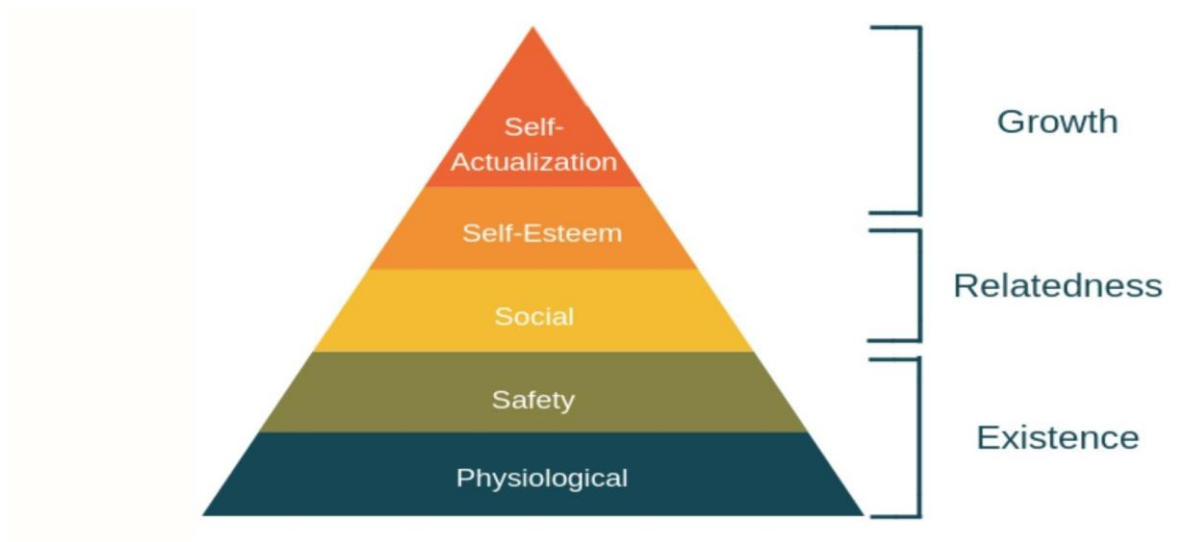 Self-
Actualization
Self-Esteem
Social
Safety
Physiological
Growth
Relatedness
Existence